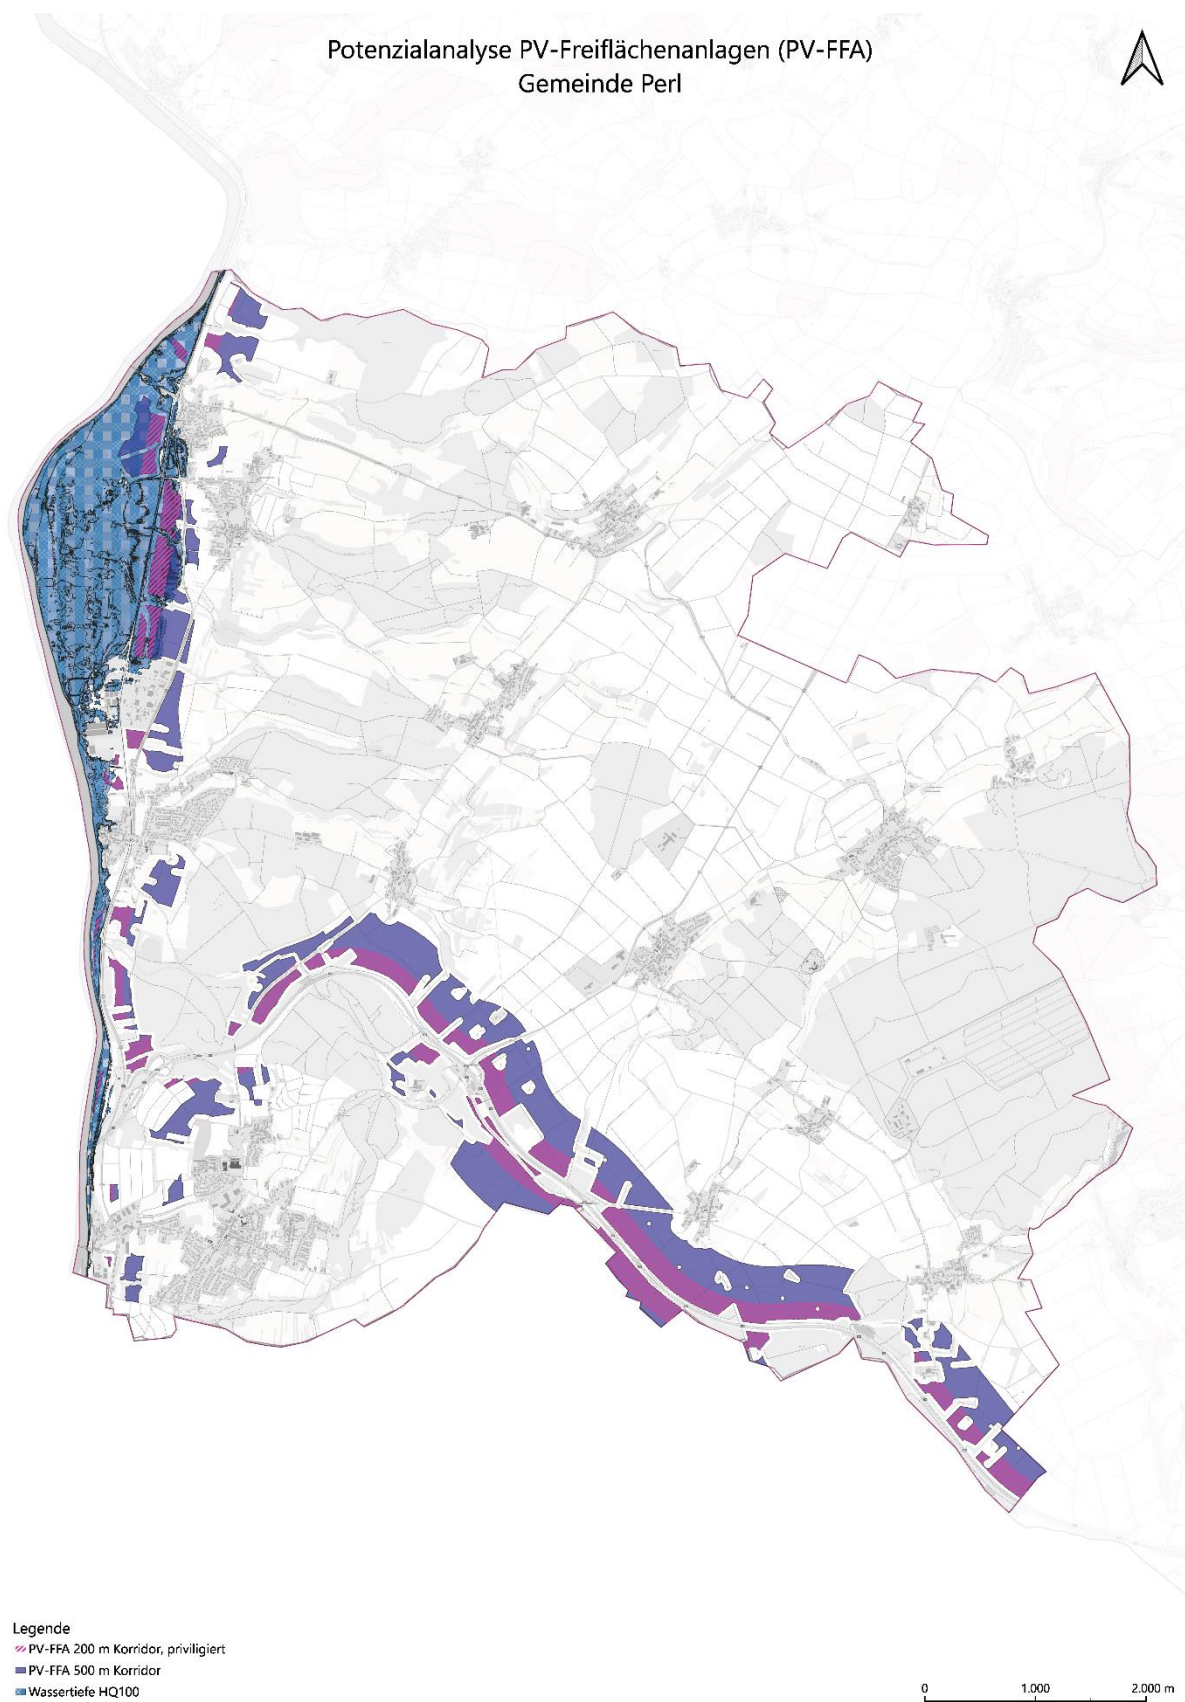 Potenzialanalyse PV-Freiflächenanlagen (PV-FFA)
Gemeinde Perl
Legende
PV-FFA 200 m Korridor, priviligiert
PV-FFA 500 m Korridor
Wassertiefe HQ100
0 1.000 2.000 m